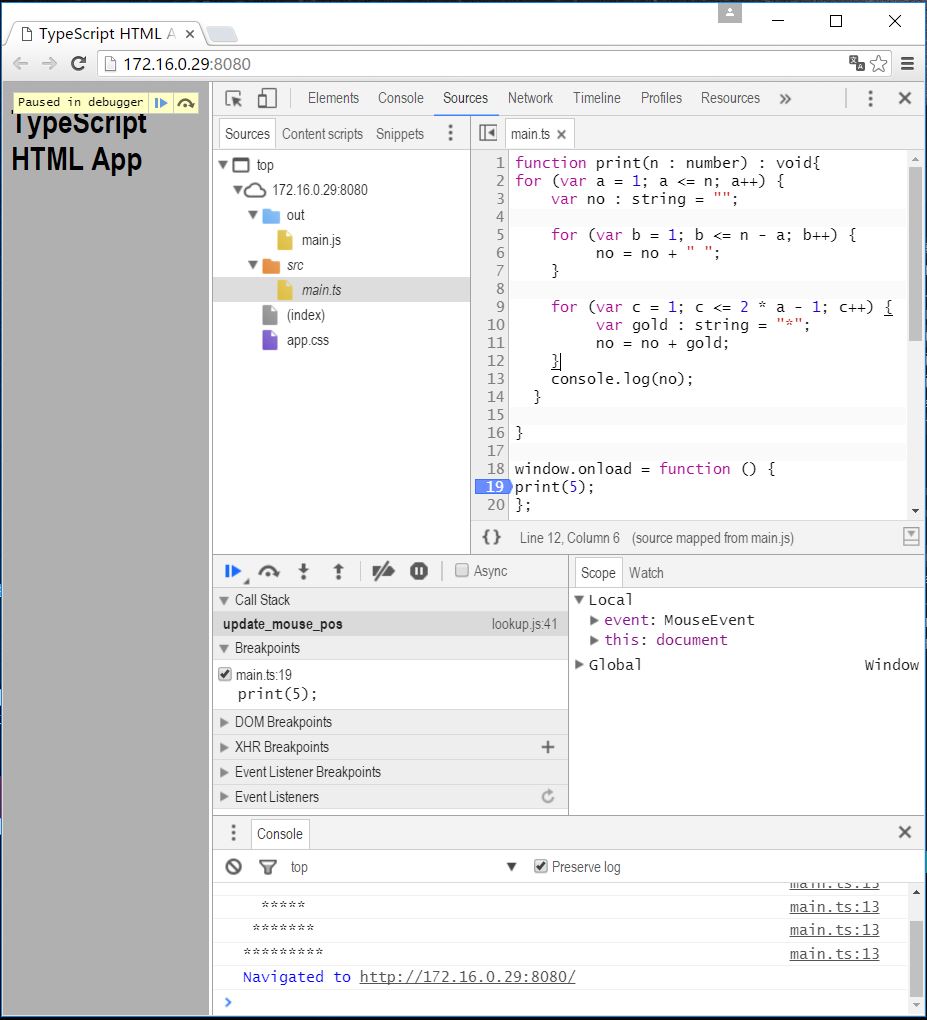 TypeScript HTML A
172.16.0.29:8080
Paused in debugger
TypeScript
HTML App
Elements Console Sources Network Timeline Profiles Resources »
Sources Content scripts Snippets
top
172.16.0.29:8080
out
main.js
src
main.ts
(index)
app.css
main.ts
1 function print(n : number) : void{
2 for (var a = 1; a <= n; a++) {
3 var no : string = "";
4
5 for (var b = 1; b <= n - a; b++) {
6 no = no + " ";
7 }
8
9 for (var c = 1; c <= 2 * a - 1; c++) {
10 var gold : string = "*";
11 no = no + gold;
12 }
13 console.log(no);
14 }
15
16 }
17
18 window.onload = function () {
19 print(5);
20 };
{} Line 12, Column 6 (source mapped from main.js)
Async
Call Stack
update_mouse_pos lookup.js:41
Breakpoints
main.ts:19
print(5);
DOM Breakpoints
XHR Breakpoints
Event Listener Breakpoints
Event Listeners
Scope Watch
Local
event: MouseEvent
this: document
Global Window
Console
top Preserve log
main.ts:13
***** main.ts:13
******* main.ts:13
********* main.ts:13
Navigated to http://172.16.0.29:8080/
>